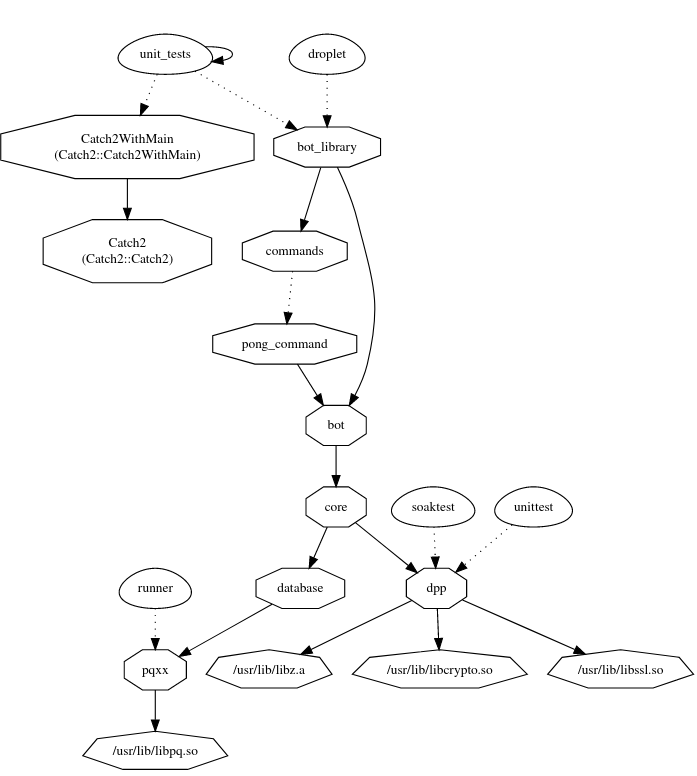 unit_tests
droplet
Catch2WithMain
(Catch2::Catch2WithMain)
bot_library
Catch2
(Catch2::Catch2)
commands
pong_command
bot
core
soaktest
unittest
runner
database
dpp
pqxx
/usr/lib/libz.a
/usr/lib/libcrypto.so
/usr/lib/libssl.so
/usr/lib/libpq.so